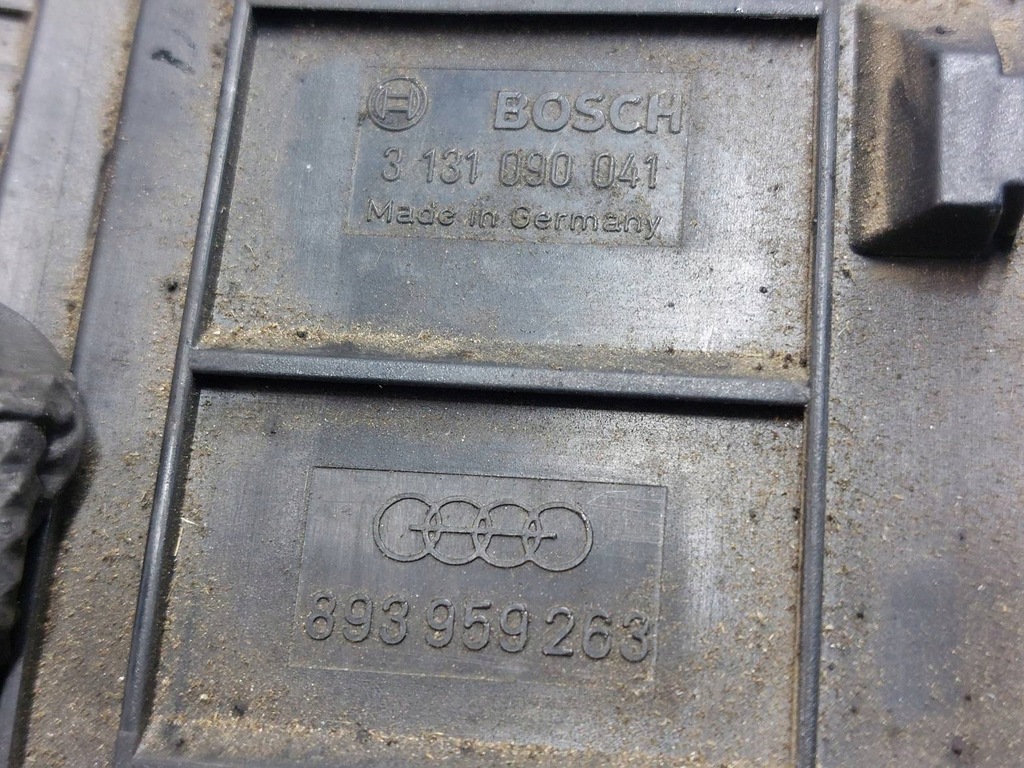 BOSCH
3 131 090 041
Made in Germany
893 959 263